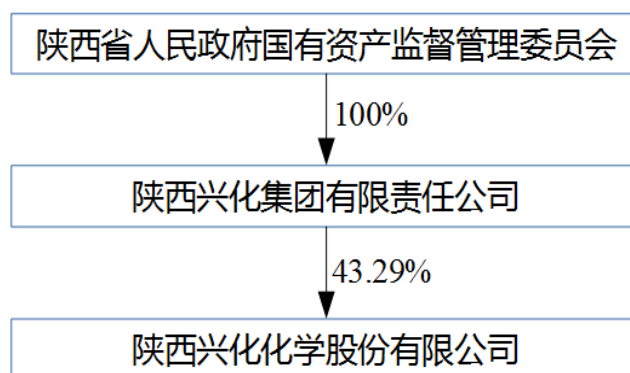 陕西省人民政府国有资产监督管理委员会
100%
陕西兴化集团有限责任公司
43.29%
陕西兴化化学股份有限公司